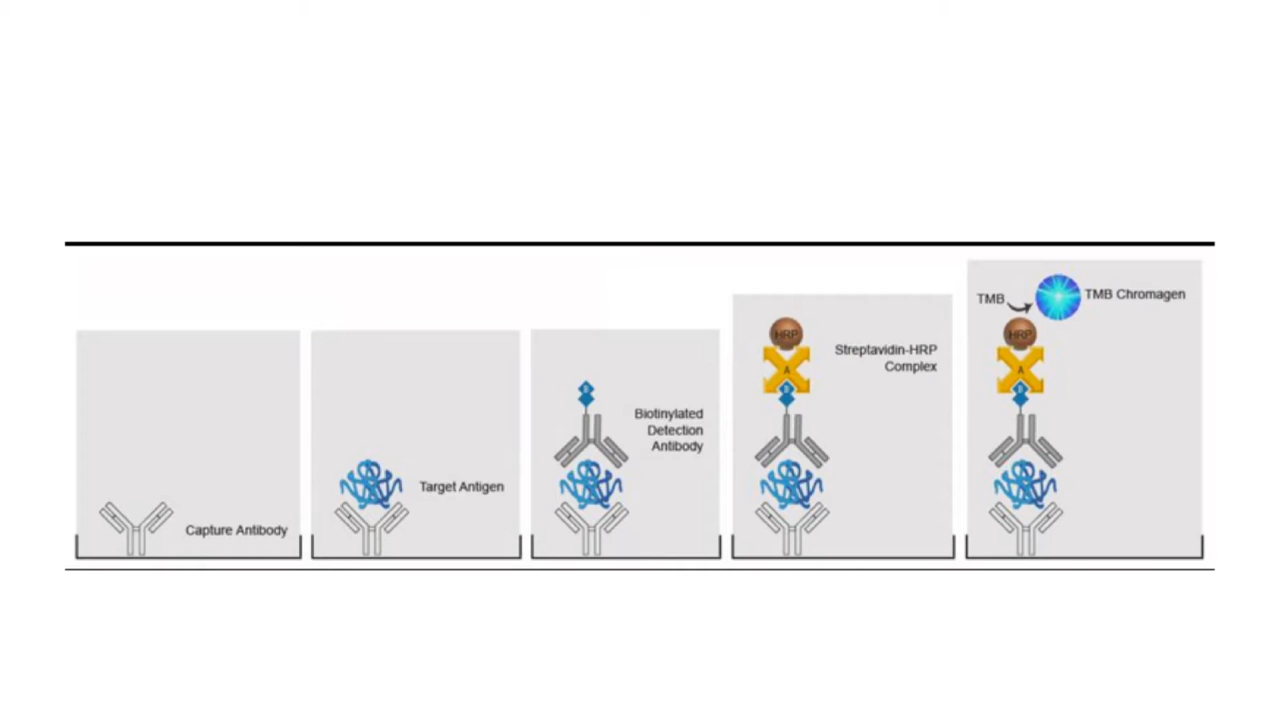 Capture Antibody
Target Antigen
B
Biotinylated
Detection
Antibody
HRP
A
B
Streptavidin-HRP
Complex
TMB
TMB Chromagen
HRP
A
B